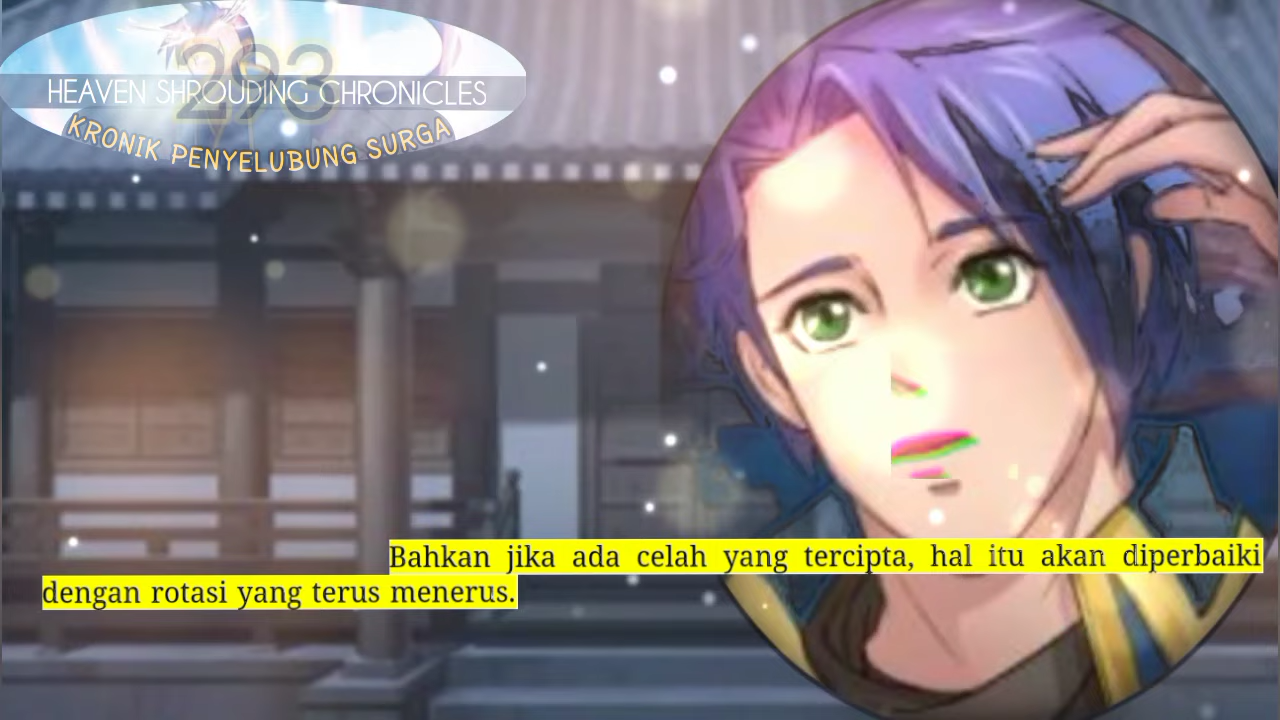 293
HEAVEN SHROUDING CHRONICLES
KRONIK PENYELUBUNG SURGA
Bahkan jika ada celah yang tercipta, hal itu akan diperbaiki
dengan rotasi yang terus menerus.